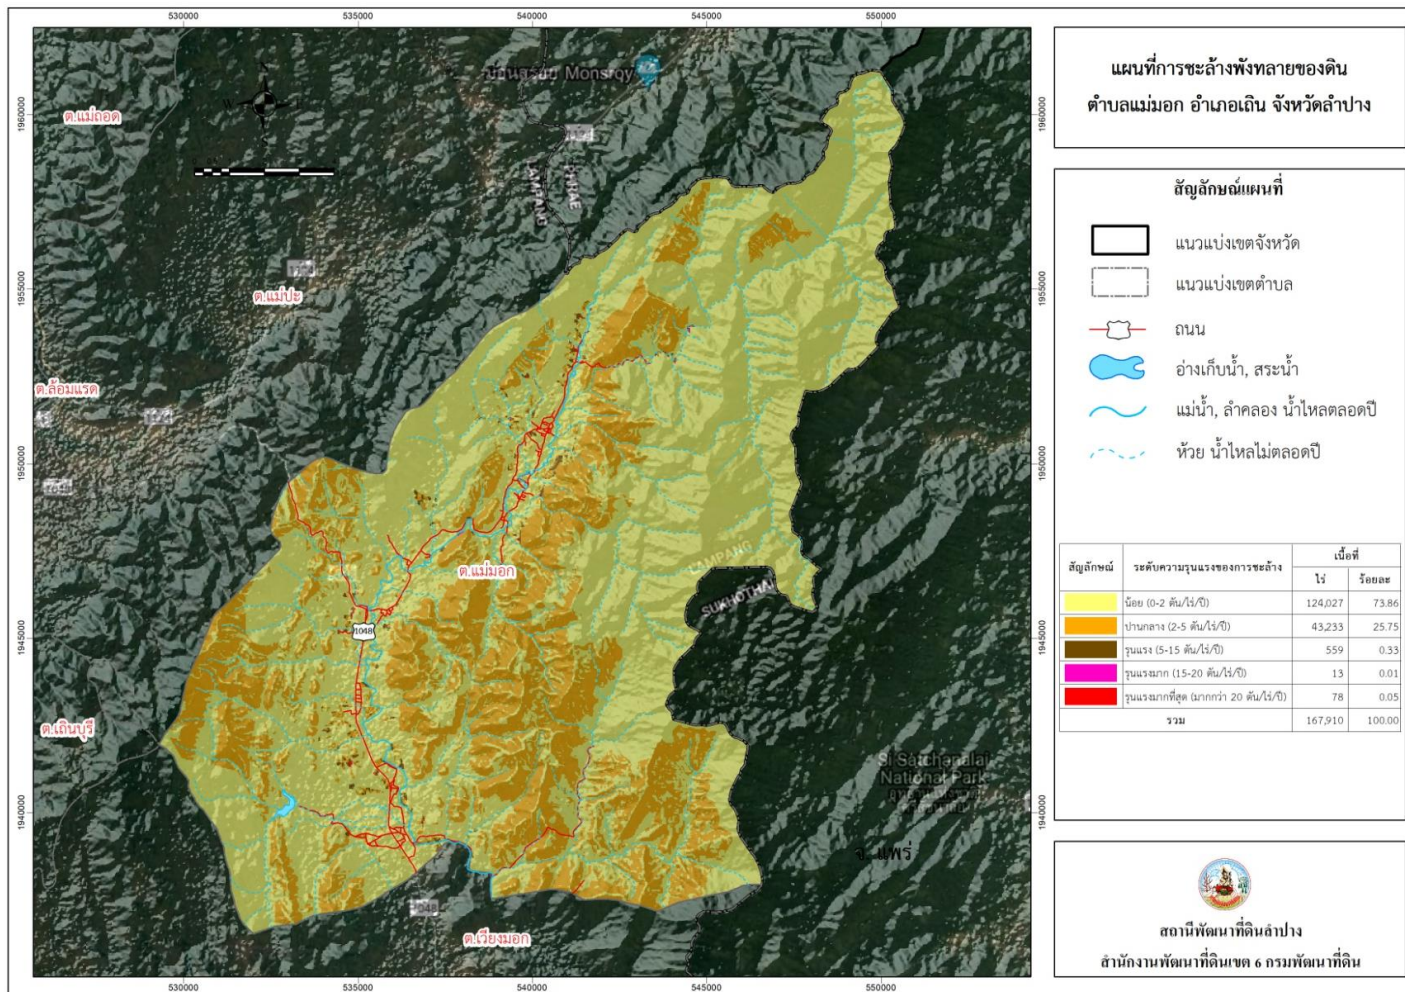 530000 535000 540000 545000 550000
แผนที่การชะล้างพังทลายของดิน
ตำบลแม่มอก อำเภอเถิน จังหวัดลำปาง
Monsroy
1960000 1960000
ต.แม่ถอด
N
W
LAMPANG PHRAE
สัญลักษณ์แผนที่
แนวแบ่งเขตจังหวัด
แนวแบ่งเขตตำบล
ถนน
อ่างเก็บน้ำ, สระน้ำ
แม่น้ำ, ลำคลอง น้ำไหลตลอดปี
ห้วย น้ำไหลไม่ตลอดปี
1955000 1955000
ต.แม่ปะ
ต.ล้อมแรด
1950000 1950000
LAMPANG
SUKHOTHAI
ต.แม่มอก
1048
1945000 1945000
สัญลักษณ์ ระดับความรุนแรงของการชะล้าง เนื้อที่
ไร่ ร้อยละ
น้อย (0-2 ตัน/ไร่/ปี) 124,027 73.86
ปานกลาง (2-5 ตัน/ไร่/ปี) 43,233 25.75
รุนแรง (5-15 ตัน/ไร่/ปี) 559 0.33
รุนแรงมาก (15-20 ตัน/ไร่/ปี) 13 0.01
รุนแรงมากที่สุด (มากกว่า 20 ตัน/ไร่/ปี) 78 0.05
รวม 167,910 100.00
ต.เถินบุรี
Si Satchanalai
National Park
1940000 1940000
จ. แพร่
1048
ต.เวียงมอก
530000 535000 540000 545000 550000
สถานีพัฒนาที่ดินลำปาง
สำนักงานพัฒนาที่ดินเขต 6 กรมพัฒนาที่ดิน